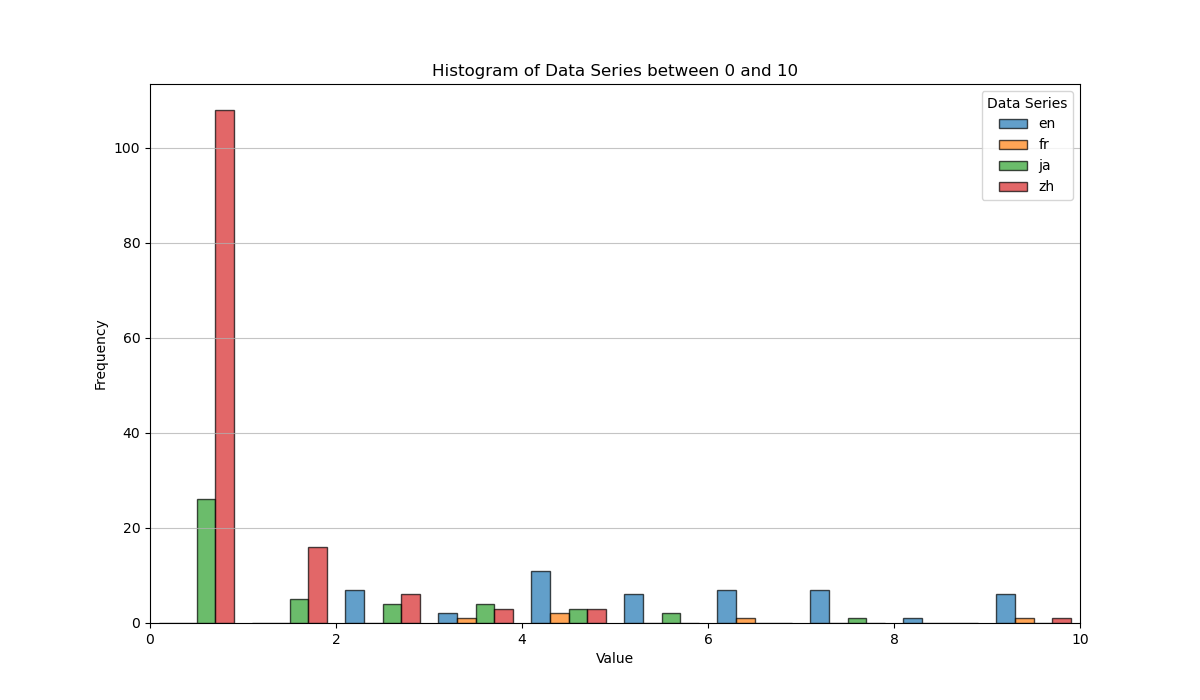 Histogram of Data Series between 0 and 10
Data Series
en
fr
ja
zh
100
80
60
40
20
0
Frequency
0 2 4 6 8 10
Value